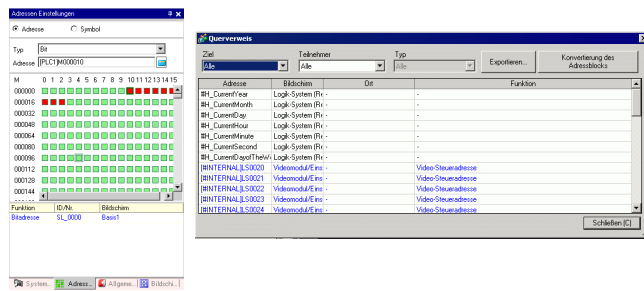 Adressen Einstellungen
Adresse Symbol
Typ Bit
Adresse [PLC1]M000010
M 0 1 2 3 4 5 6 7 8 9 10 11 12 13 14 15
000000
000016
000032
000048
000064
000080
000096
000112
000128
000144
Funktion ID/Nr. Bildschirm
Bitadresse SL_0000 Basis1
System... Adress... Allgeme... Bildschi...
Querverweis
Ziel Teilnehmer Typ
Alle Alle Alle Exportieren... Konvertierung des Adressblocks
Adresse Bildschirm Ort Funktion
#H_CurrentYear Logik-System (Re - -
#H_CurrentMonth Logik-System (Re - -
#H_CurrentDay Logik-System (Re - -
#H_CurrentHour Logik-System (Re - -
#H_CurrentMinute Logik-System (Re - -
#H_CurrentSecond Logik-System (Re - -
#H_CurrentDayofTheW Logik-System (Re - -
[#INTERNAL]LS0020 Videomodul/Eins - Video-Steueradresse
[#INTERNAL]LS0021 Videomodul/Eins - Video-Steueradresse
[#INTERNAL]LS0022 Videomodul/Eins - Video-Steueradresse
[#INTERNAL]LS0023 Videomodul/Eins - Video-Steueradresse
[#INTERNAL]LS0024 Videomodul/Eins - Video-Steueradresse
Schließen (C)